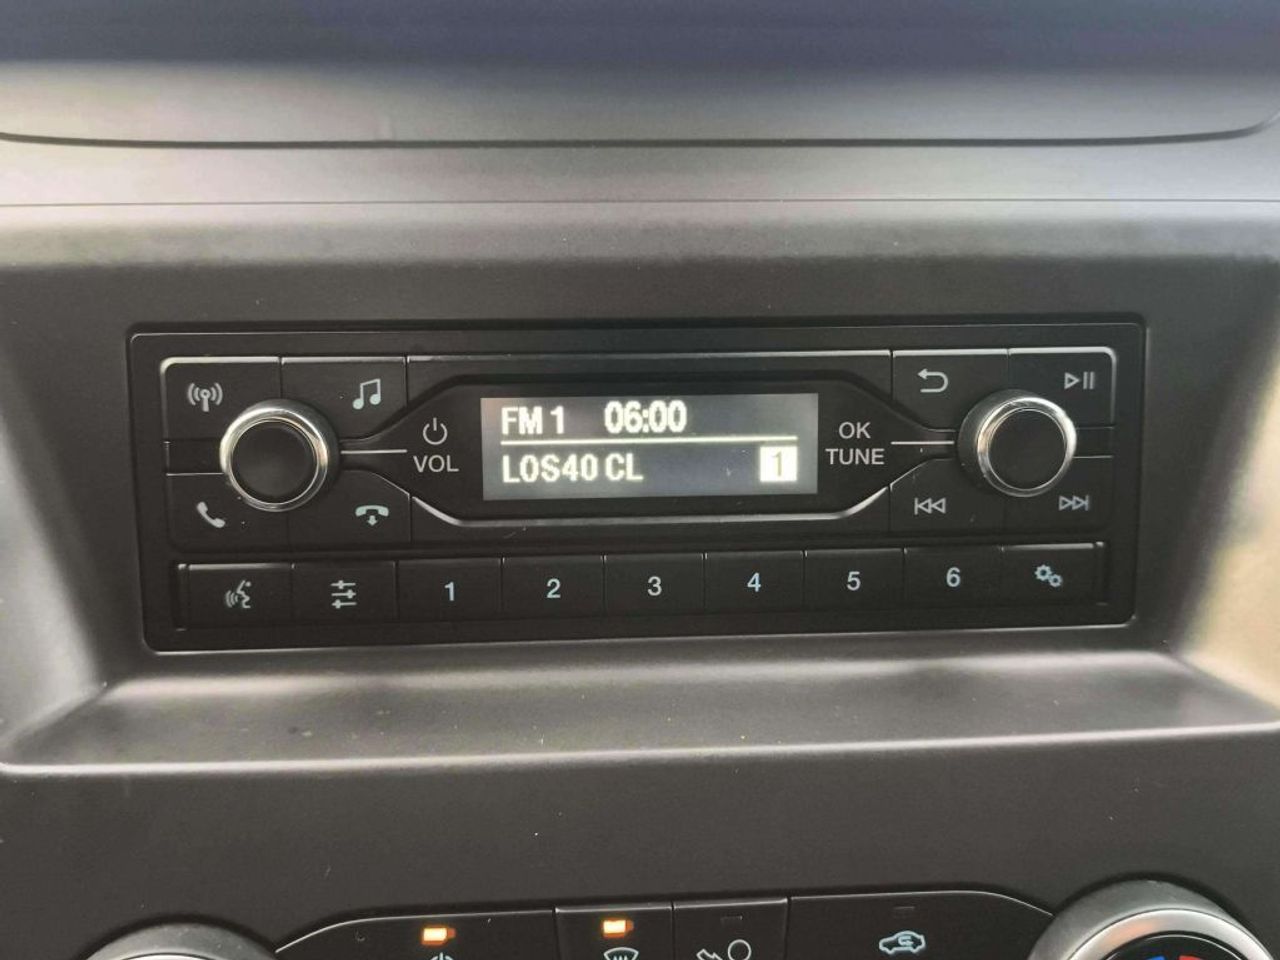 FM 1 06:00
LOS40 CL 1
VOL
OK
TUNE
1 2 3 4 5 6